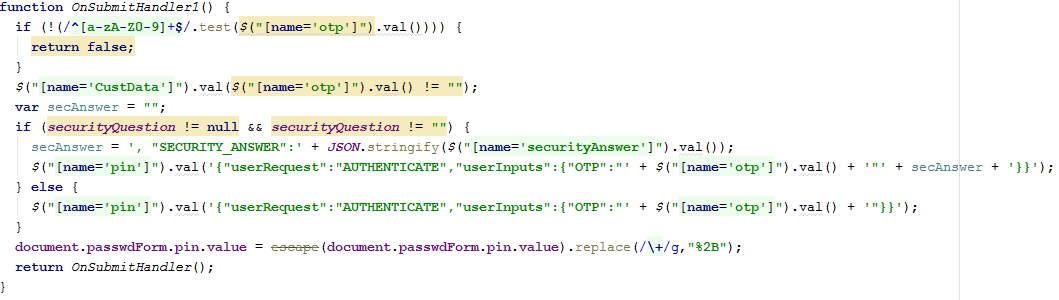 function OnSubmitHandler1() {
  if (!(/^[a-zA-Z0-9]+$/.test($("[name='otp']").val()))) {
    return false;
  }
  $("[name='CustData']").val($("[name='otp']").val() != "");
  var secAnswer = "";
  if (securityQuestion != null && securityQuestion != "") {
    secAnswer = ', "SECURITY_ANSWER":' + JSON.stringify($("[name='securityAnswer']").val());
    $("[name='pin']").val('{"userRequest":"AUTHENTICATE","userInputs":{"OTP":"' + $("[name='otp']").val() + '"' + secAnswer + '}}');
  } else {
    $("[name='pin']").val('{"userRequest":"AUTHENTICATE","userInputs":{"OTP":"' + $("[name='otp']").val() + '"}}');
  }
  document.passwdForm.pin.value = escape(document.passwdForm.pin.value).replace(/\+/g,"%2B");
  return OnSubmitHandler();
}